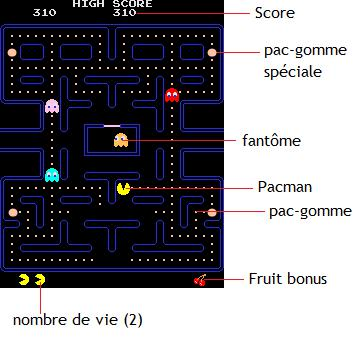 HIGH SCORE
310 310
Score
pac-gomme
spéciale
fantôme
Pacman
pac-gomme
Fruit bonus
nombre de vie (2)